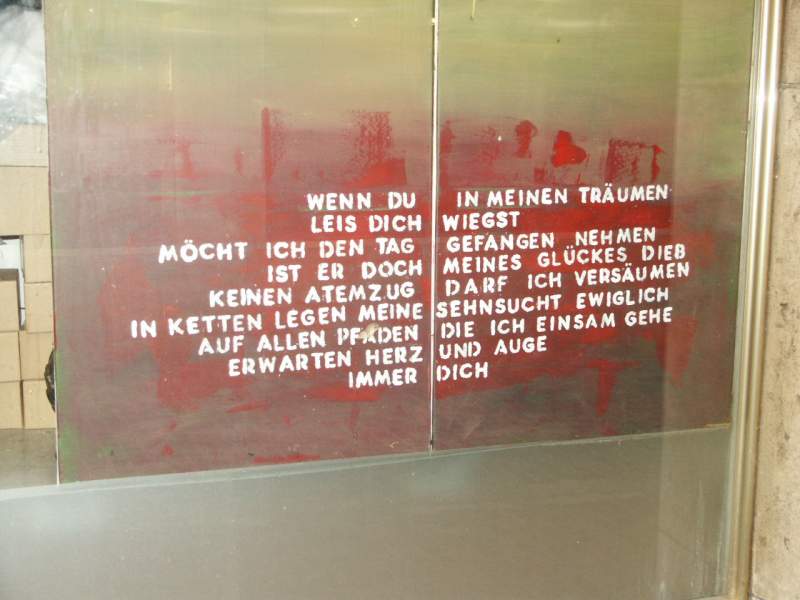 WENN DU IN MEINEN TRÄUMEN
LEIS DICH WIEGST
MÖCHT ICH DEN TAG GEFANGEN NEHMEN
IST ER DOCH MEINES GLÜCKES DIEB
KEINEN ATEMZUG DARF ICH VERSÄUMEN
IN KETTEN LEGEN MEINE SEHNSUCHT EWIGLICH
AUF ALLEN PFADEN DIE ICH EINSAM GEHE
ERWARTEN HERZ UND AUGE
IMMER DICH